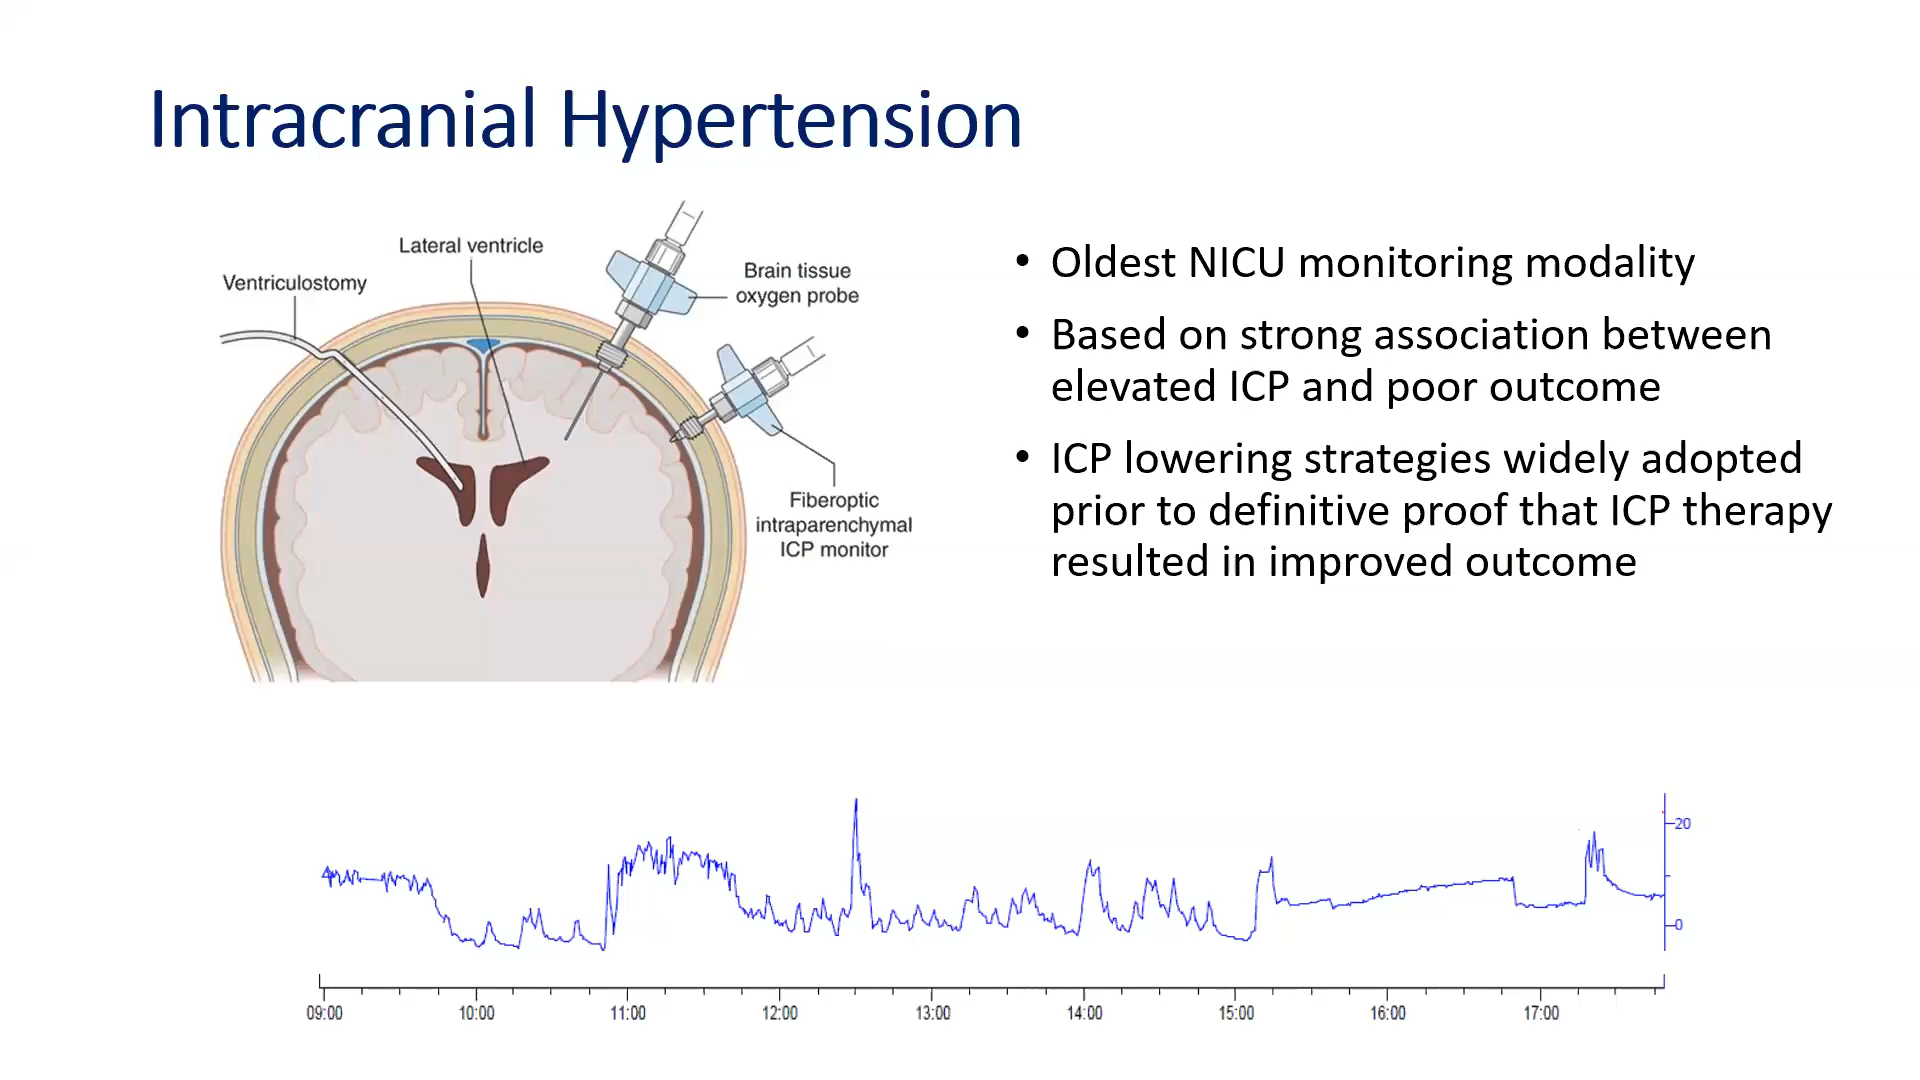 Intracranial Hypertension
Lateral ventricle
Ventriculostomy
Brain tissue
oxygen probe
Fiberoptic
intraparenchymal
ICP monitor
• Oldest NICU monitoring modality
• Based on strong association between
elevated ICP and poor outcome
• ICP lowering strategies widely adopted
prior to definitive proof that ICP therapy
resulted in improved outcome
20
0
09:00 10:00 11:00 12:00 13:00 14:00 15:00 16:00 17:00